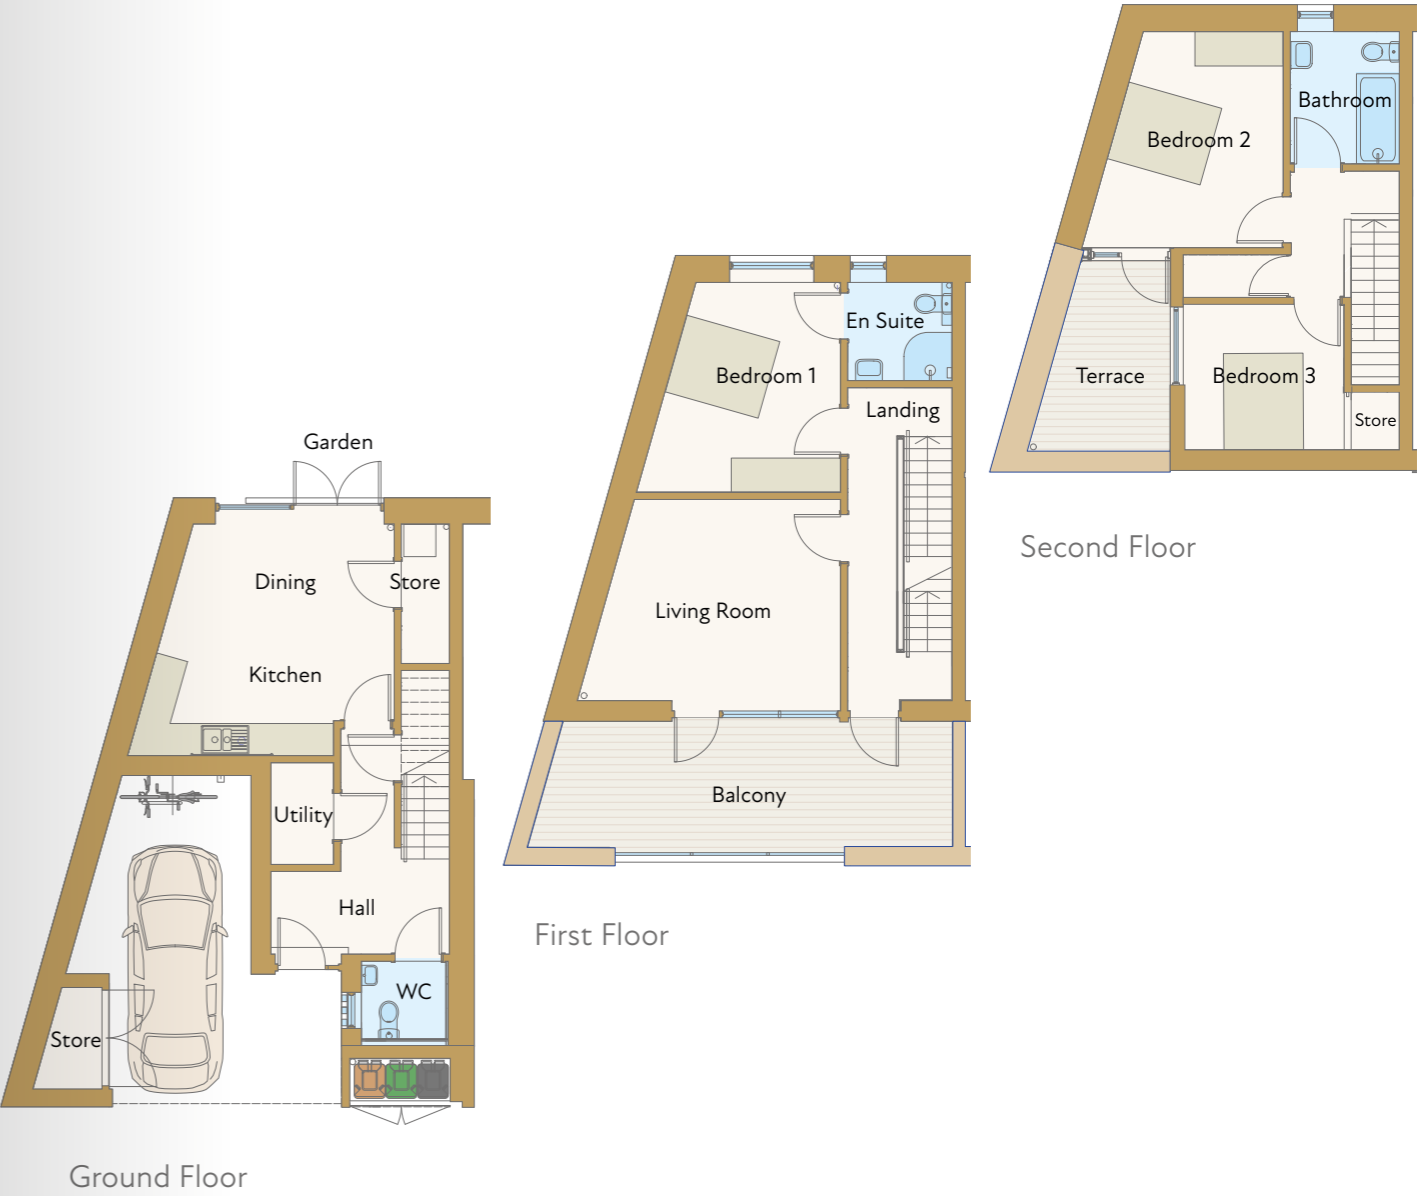 Garden
Dining
Store
Kitchen
Utility
Hall
WC
Store
Ground Floor
En Suite
Bedroom 1
Landing
Living Room
Balcony
First Floor
Bathroom
Bedroom 2
Terrace
Bedroom 3
Store
Second Floor